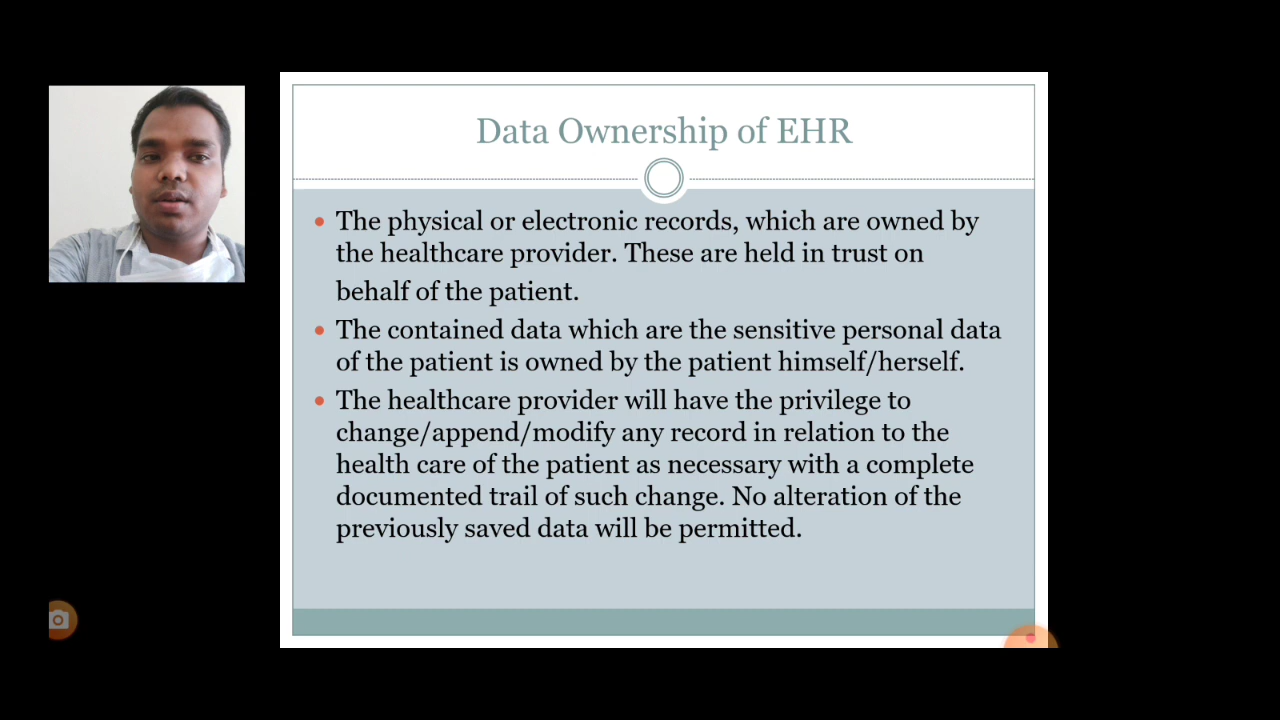 Data Ownership of EHR
The physical or electronic records, which are owned by
the healthcare provider. These are held in trust on
behalf of the patient.
The contained data which are the sensitive personal data
of the patient is owned by the patient himself/herself.
The healthcare provider will have the privilege to
change/append/modify any record in relation to the
health care of the patient as necessary with a complete
documented trail of such change. No alteration of the
previously saved data will be permitted.